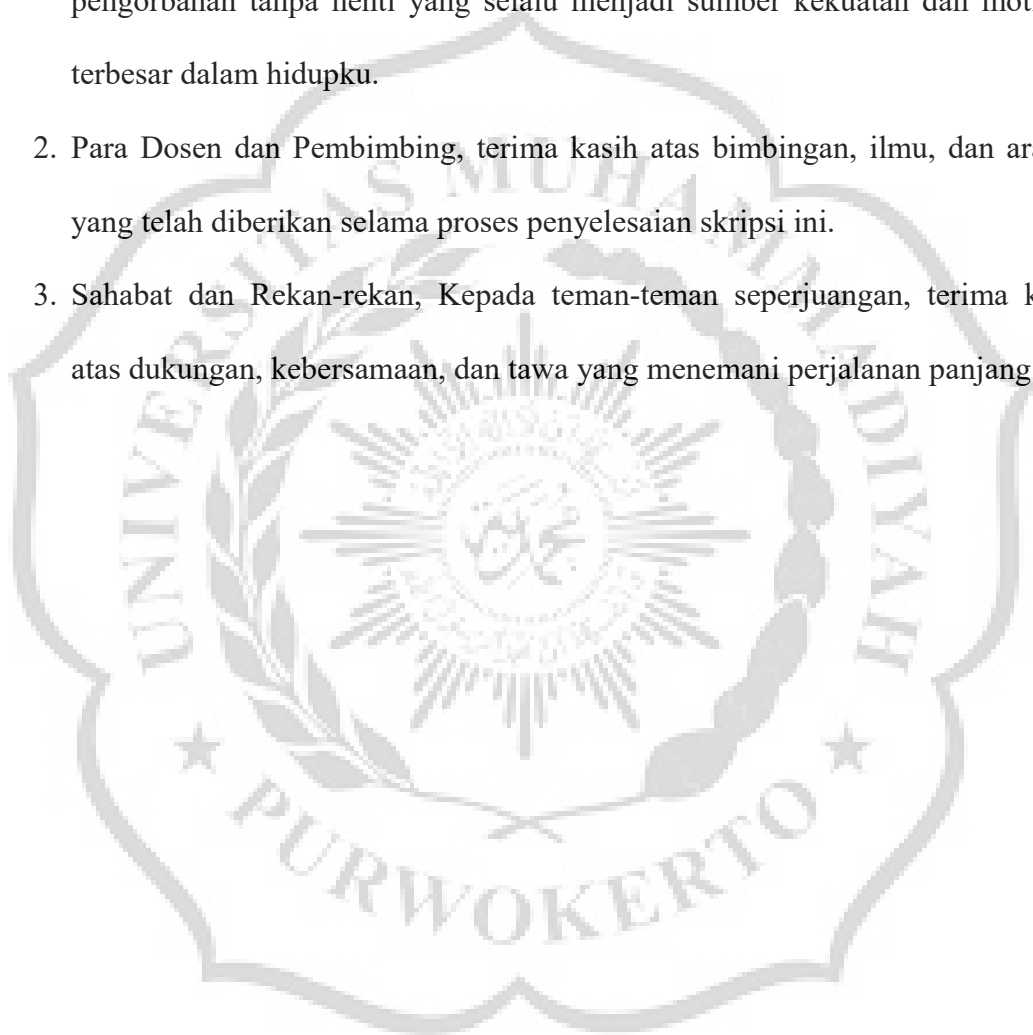 pengorbanan tanpa henti yang selalu menjadi sumber kekuatan dan
terbesar dalam hidupku.
2. Para Dosen dan Pembimbing, terima kasih atas bimbingan, ilmu, dan
yang telah diberikan selama proses penyelesaian skripsi ini.
3. Sahabat dan Rekan-rekan, Kepada teman-teman seperjuangan, terima
atas dukungan, kebersamaan, dan tawa yang menemani perjalanan panjang
UNIVERSITAS MUHAMMADIYAH
PURWOKERTO